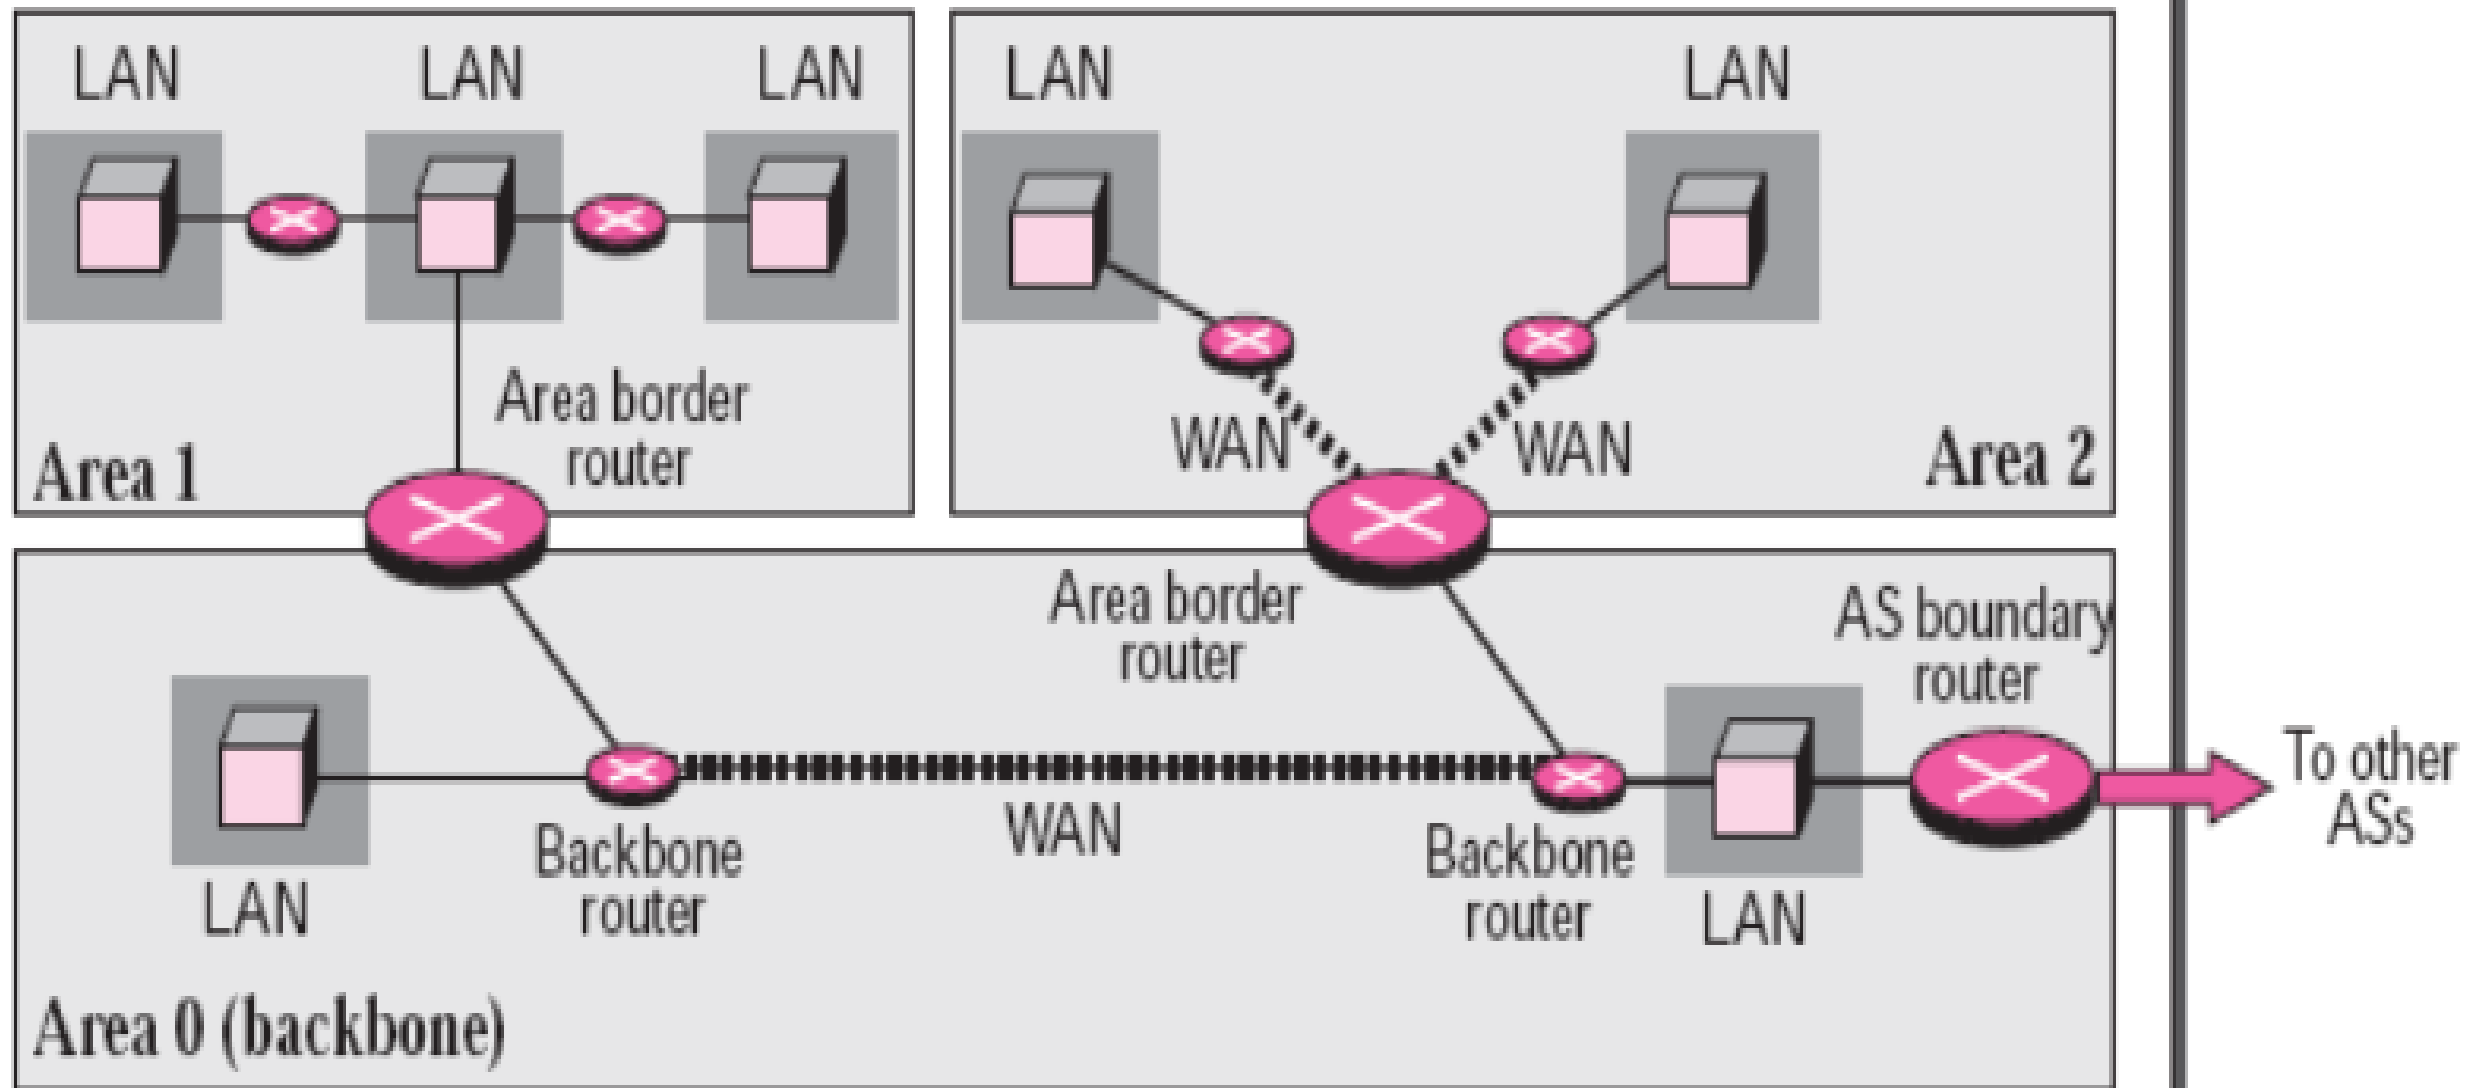 LAN
LAN
LAN
Area border
router
Area 1
LAN
LAN
WAN
WAN
Area 2
Area border
router
AS boundary
router
LAN
Backbone
router
WAN
Backbone
router
LAN
To other
ASs
Area 0 (backbone)